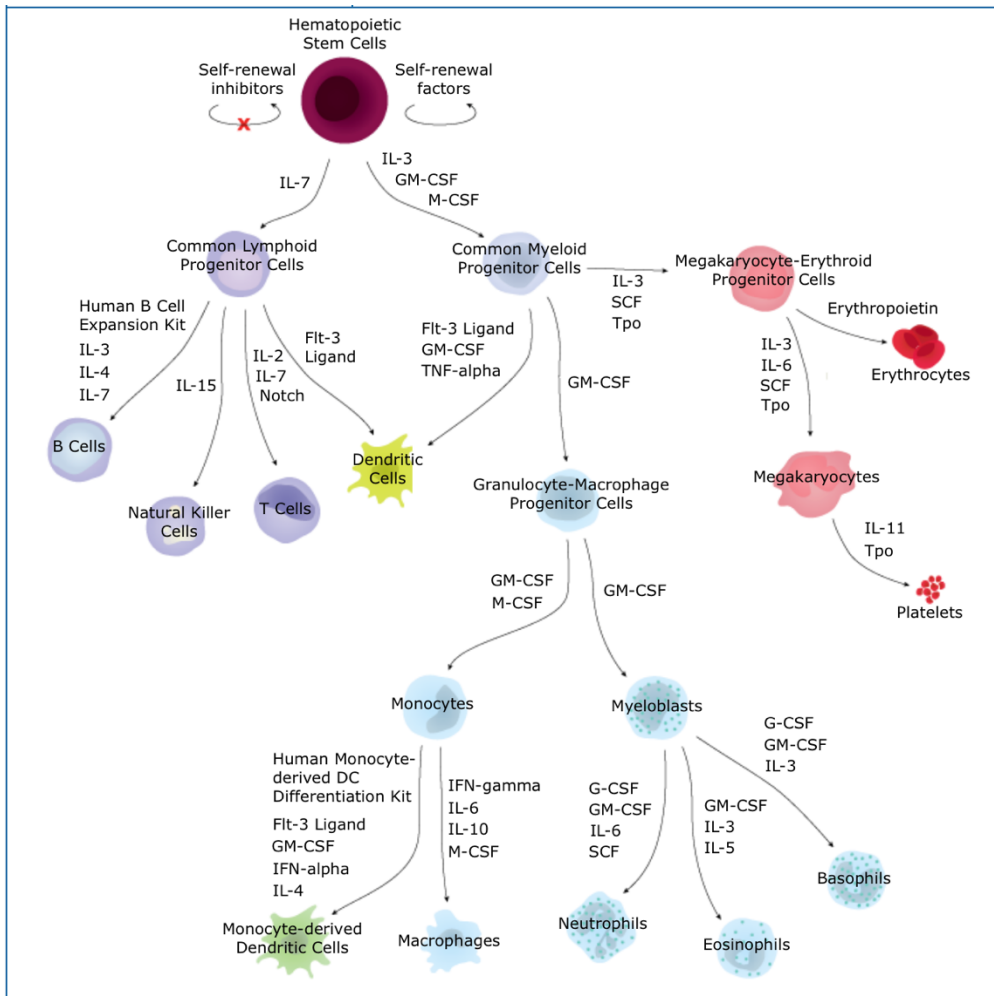 Hematopoietic
Stem Cells
Self-renewal
inhibitors
X
Self-renewal
factors
IL-7
IL-3
GM-CSF
M-CSF
Common Lymphoid
Progenitor Cells
Common Myeloid
Progenitor Cells
IL-3
SCF
Tpo
Megakaryocyte-Erythroid
Progenitor Cells
Human B Cell
Expansion Kit
IL-3
IL-4
IL-7
IL-15
IL-2
IL-7
Notch
Flt-3
Ligand
Flt-3 Ligand
GM-CSF
TNF-alpha
GM-CSF
IL-3
IL-6
SCF
Tpo
Erythropoietin
Erythrocytes
B Cells
Natural Killer
Cells
T Cells
Dendritic
Cells
Granulocyte-Macrophage
Progenitor Cells
Megakaryocytes
IL-11
Tpo
Platelets
GM-CSF
M-CSF
GM-CSF
Monocytes
Myeloblasts
Human Monocyte-
derived DC
Differentiation Kit
Flt-3 Ligand
GM-CSF
IFN-alpha
IL-4
IFN-gamma
IL-6
IL-10
M-CSF
G-CSF
GM-CSF
IL-6
SCF
GM-CSF
IL-3
IL-5
G-CSF
GM-CSF
IL-3
Monocyte-derived
Dendritic Cells
Macrophages
Neutrophils
Eosinophils
Basophils